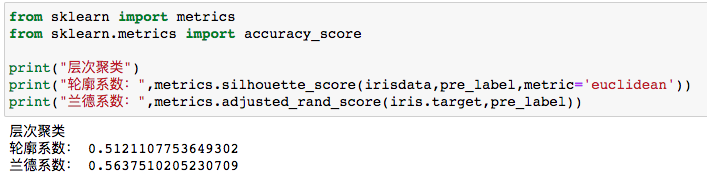 from sklearn import metrics
from sklearn.metrics import accuracy_score
print("层次聚类")
print("轮廓系数：",metrics.silhouette_score(irisdata,pre_label,metric='euclidean'))
print("兰德系数：",metrics.adjusted_rand_score(iris.target,pre_label))
层次聚类
轮廓系数： 0.5121107753649302
兰德系数： 0.5637510205230709